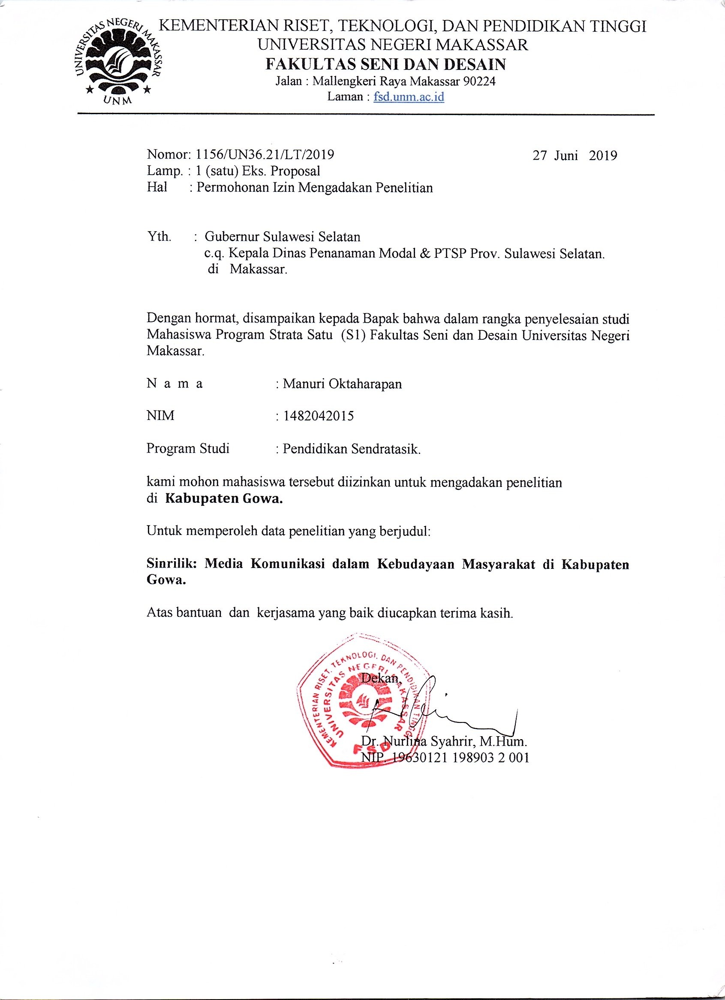 UNIVERSITAS NEGERI MAKASSAR
UNM
KEMENTERIAN RISET, TEKNOLOGI, DAN PENDIDIKAN TINGGI
UNIVERSITAS NEGERI MAKASSAR
FAKULTAS SENI DAN DESAIN
Jalan : Mallengkeri Raya Makassar 90224
Laman : fsd.unm.ac.id
Nomor: 1156/UN36.21/LT/2019 27 Juni 2019
Lamp. : 1 (satu) Eks. Proposal
Hal : Permohonan Izin Mengadakan Penelitian
Yth. : Gubernur Sulawesi Selatan
c.q. Kepala Dinas Penanaman Modal & PTSP Prov. Sulawesi Selatan.
di Makassar.
Dengan hormat, disampaikan kepada Bapak bahwa dalam rangka penyelesaian studi
Mahasiswa Program Strata Satu (S1) Fakultas Seni dan Desain Universitas Negeri
Makassar.
N a m a : Manuri Oktaharapan
NIM : 1482042015
Program Studi : Pendidikan Sendratasik.
kami mohon mahasiswa tersebut diizinkan untuk mengadakan penelitian
di Kabupaten Gowa.
Untuk memperoleh data penelitian yang berjudul:
Sinrilik: Media Komunikasi dalam Kebudayaan Masyarakat di Kabupaten
Gowa.
Atas bantuan dan kerjasama yang baik diucapkan terima kasih.
KEMENTERIAN RISET, TEKNOLOGI, DAN PENDIDIKAN TINGGI
UNIVERSITAS NEGERI MAKASSAR
FSD
Dekan,
Dr. Nurlina Syahrir, M.Hum.
NIP. 19630121 198903 2 001